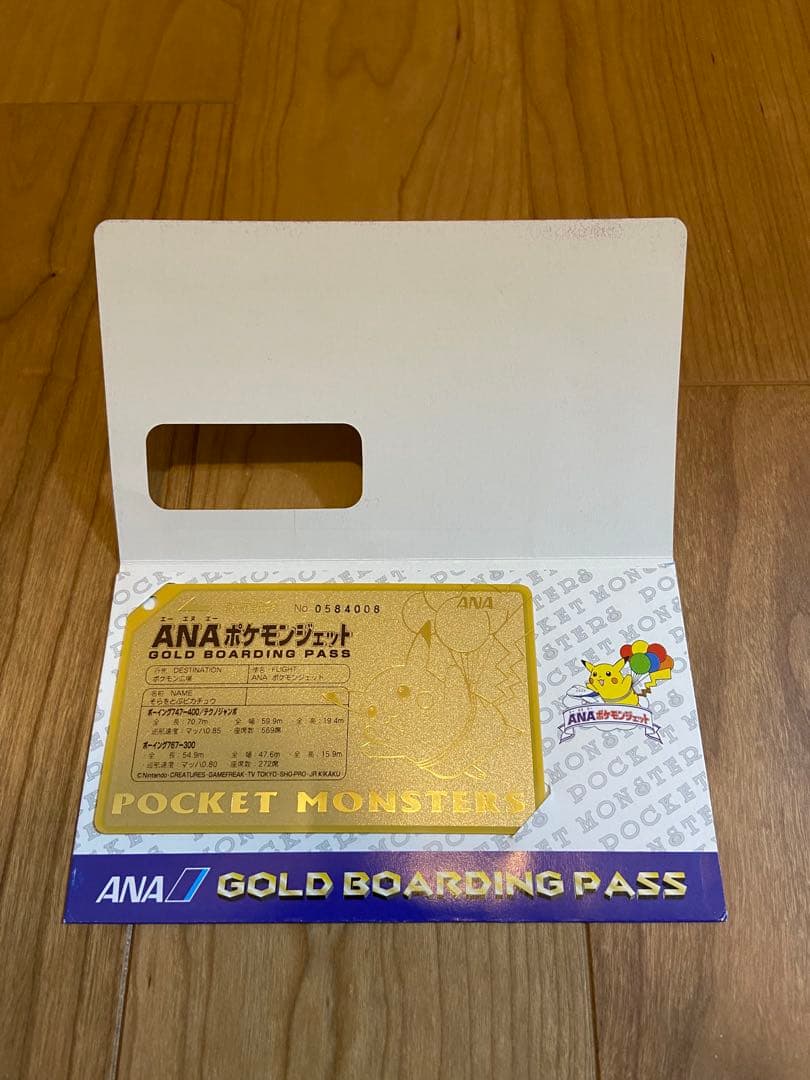 No 0584008
ANA
エー エヌ エー
ANAポケモンジェット
GOLD BOARDING PASS
行先 DESTINATION
ポケモン広場
便名 FLIGHT
ANA ポケモンジェット
名前 NAME
そらをとぶピカチュウ
ボーイング747-400/テクノジャンボ
全 長:70.7m 全 幅:59.9m 全 高:19.4m
巡航速度:マッハ0.85 座席数:569席
ボーイング767-300
全 長:54.9m 全 幅:47.6m 全 高:15.9m
巡航速度:マッハ0.80 座席数:272席
©Nintendo·CREATURES·GAMEFREAK·TV TOKYO·SHO-PRO·JR KIKAKU
POCKET MONSTERS
ANAポケモンジェット
POCKET MONSTERS
ANA GOLD BOARDING PASS